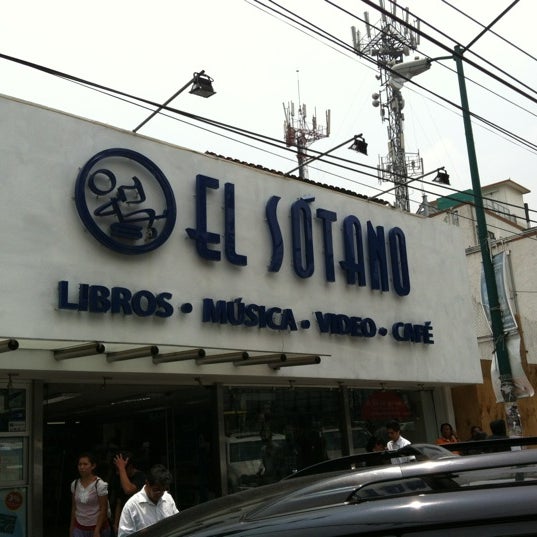 EL SÓTANO
LIBROS • MÚSICA • VIDEO • CAFÉ